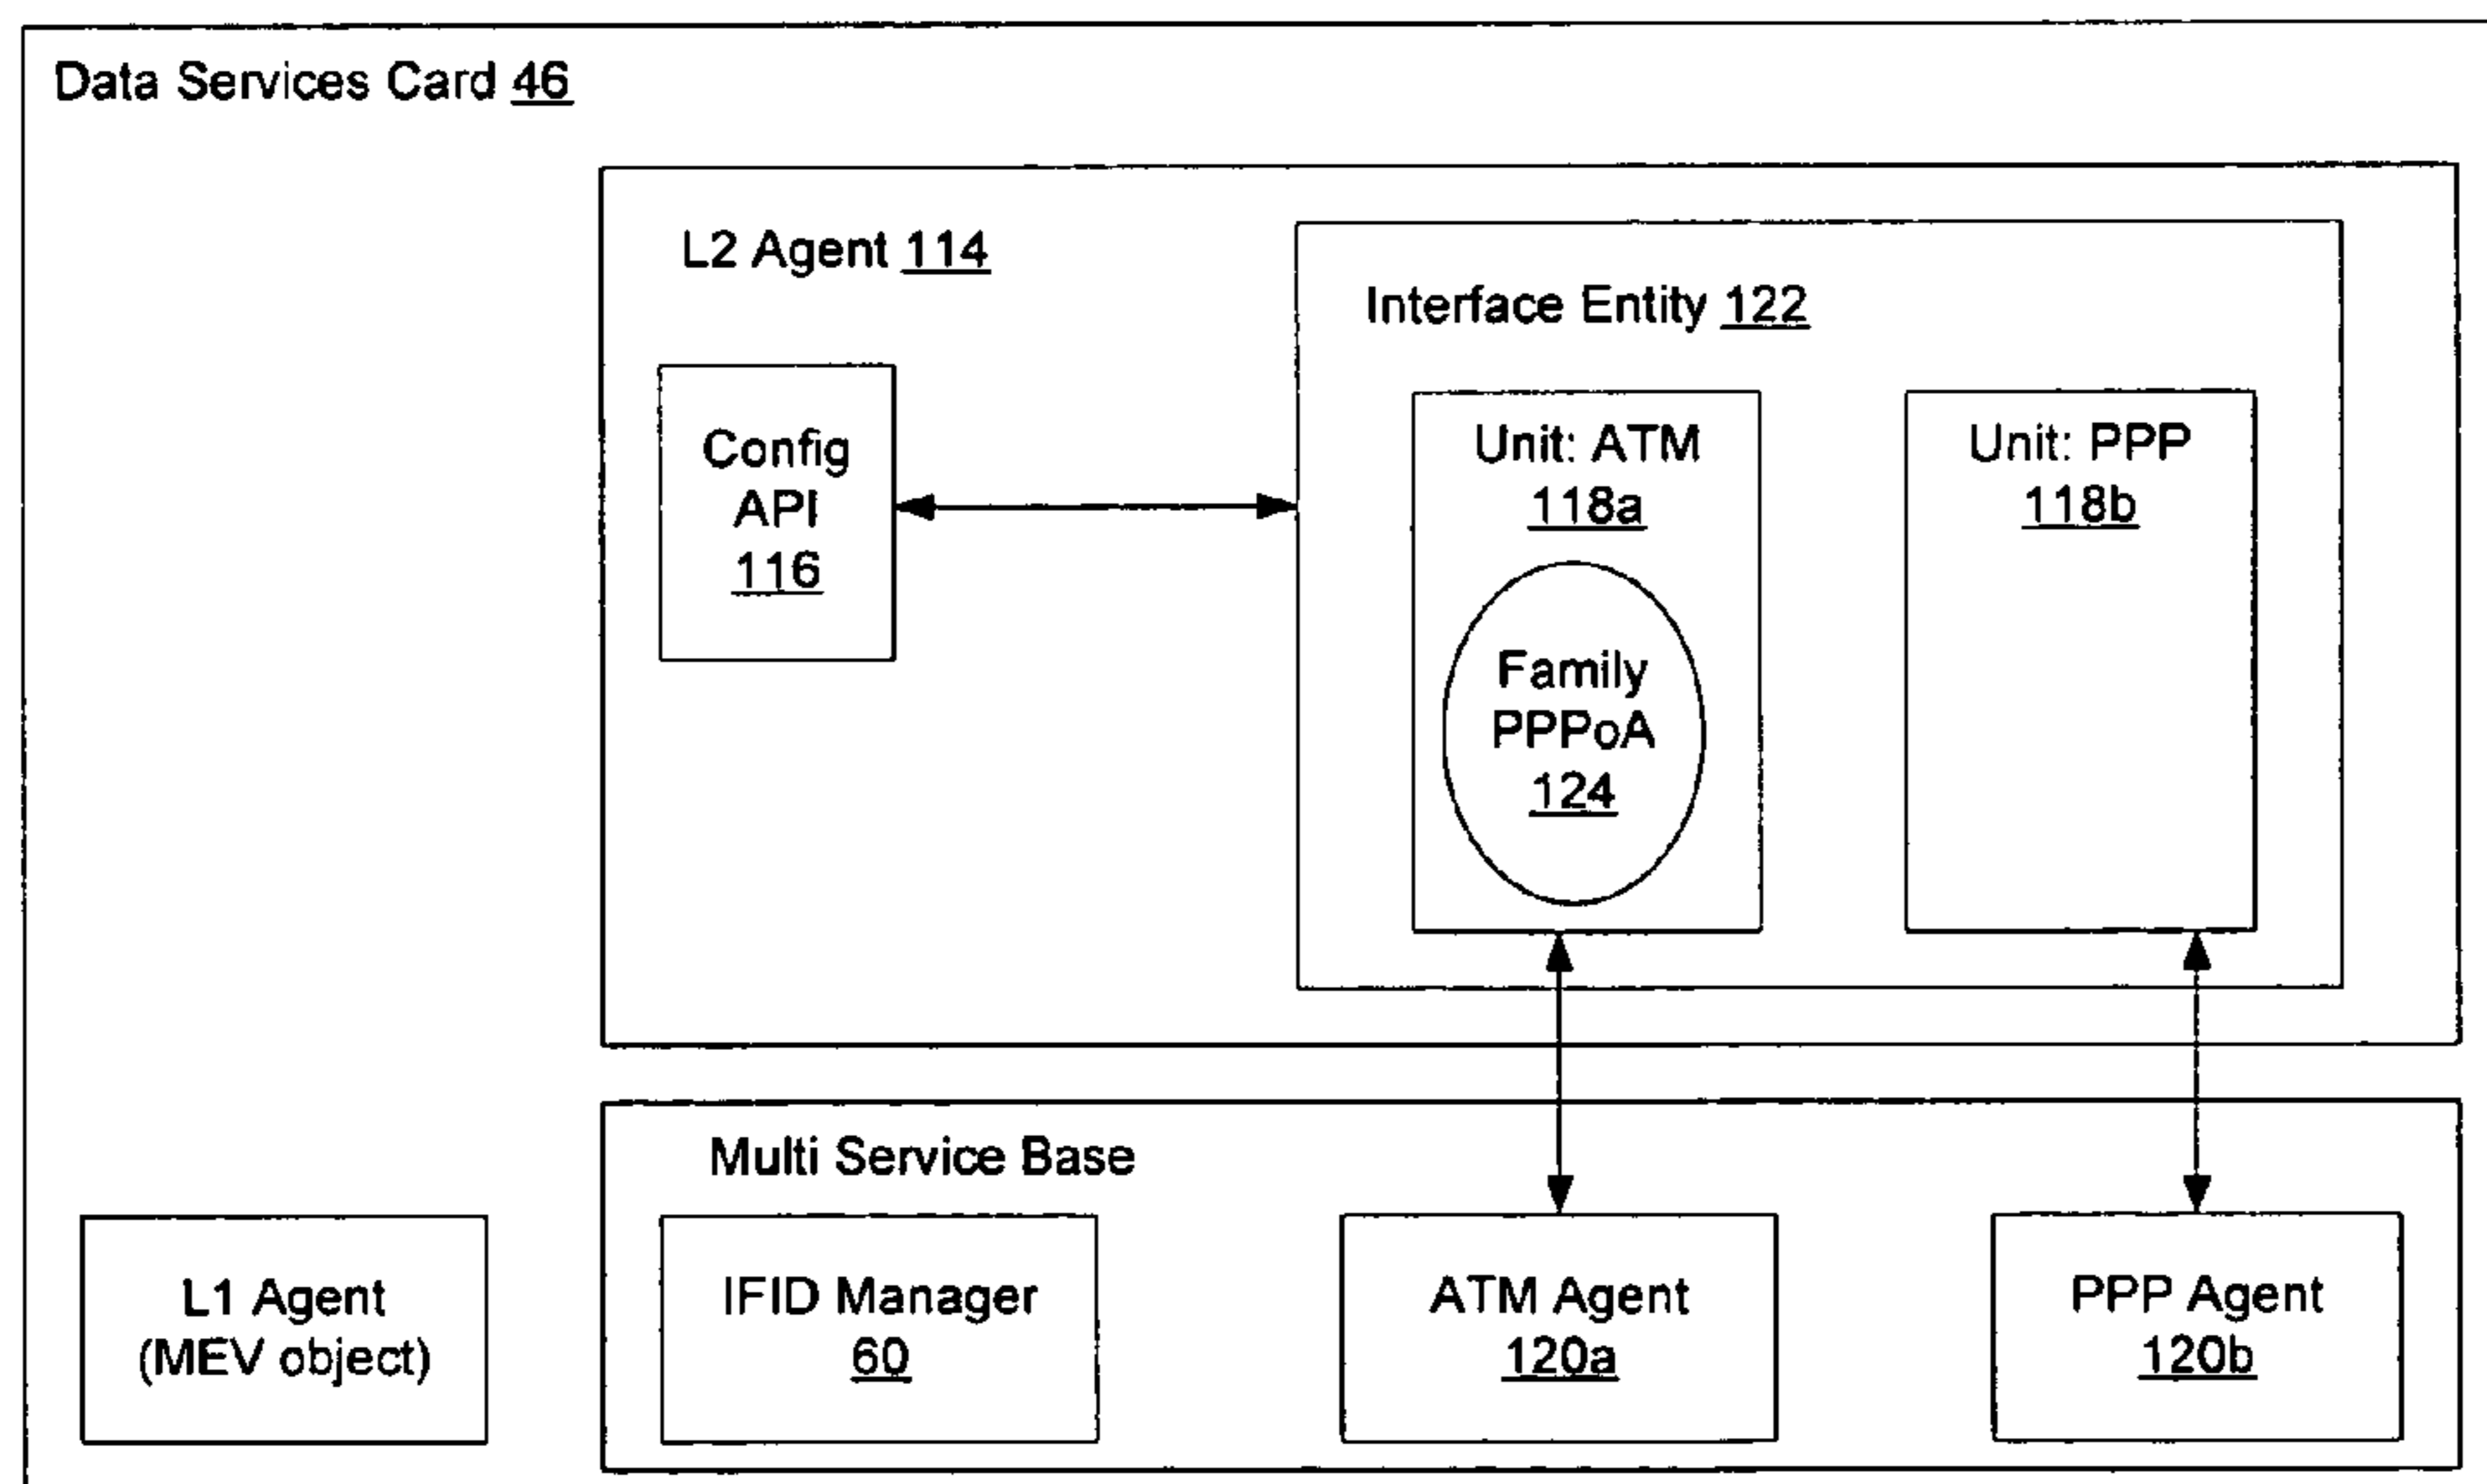 Data Services Card 46
L2 Agent 114
Interface Entity 122
Config
API
116
Unit: ATM
118a
Family
PPPoA
124
Unit: PPP
118b
Multi Service Base
L1 Agent
(MEV object)
IFID Manager
60
ATM Agent
120a
PPP Agent
120b